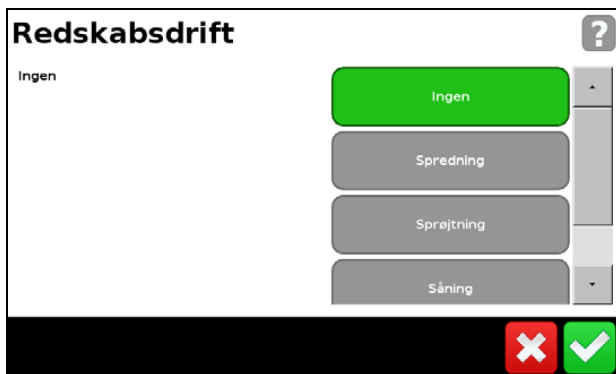 Redskabsdrift
?
Ingen
Ingen
Spredning
Sprøjtning
Såning